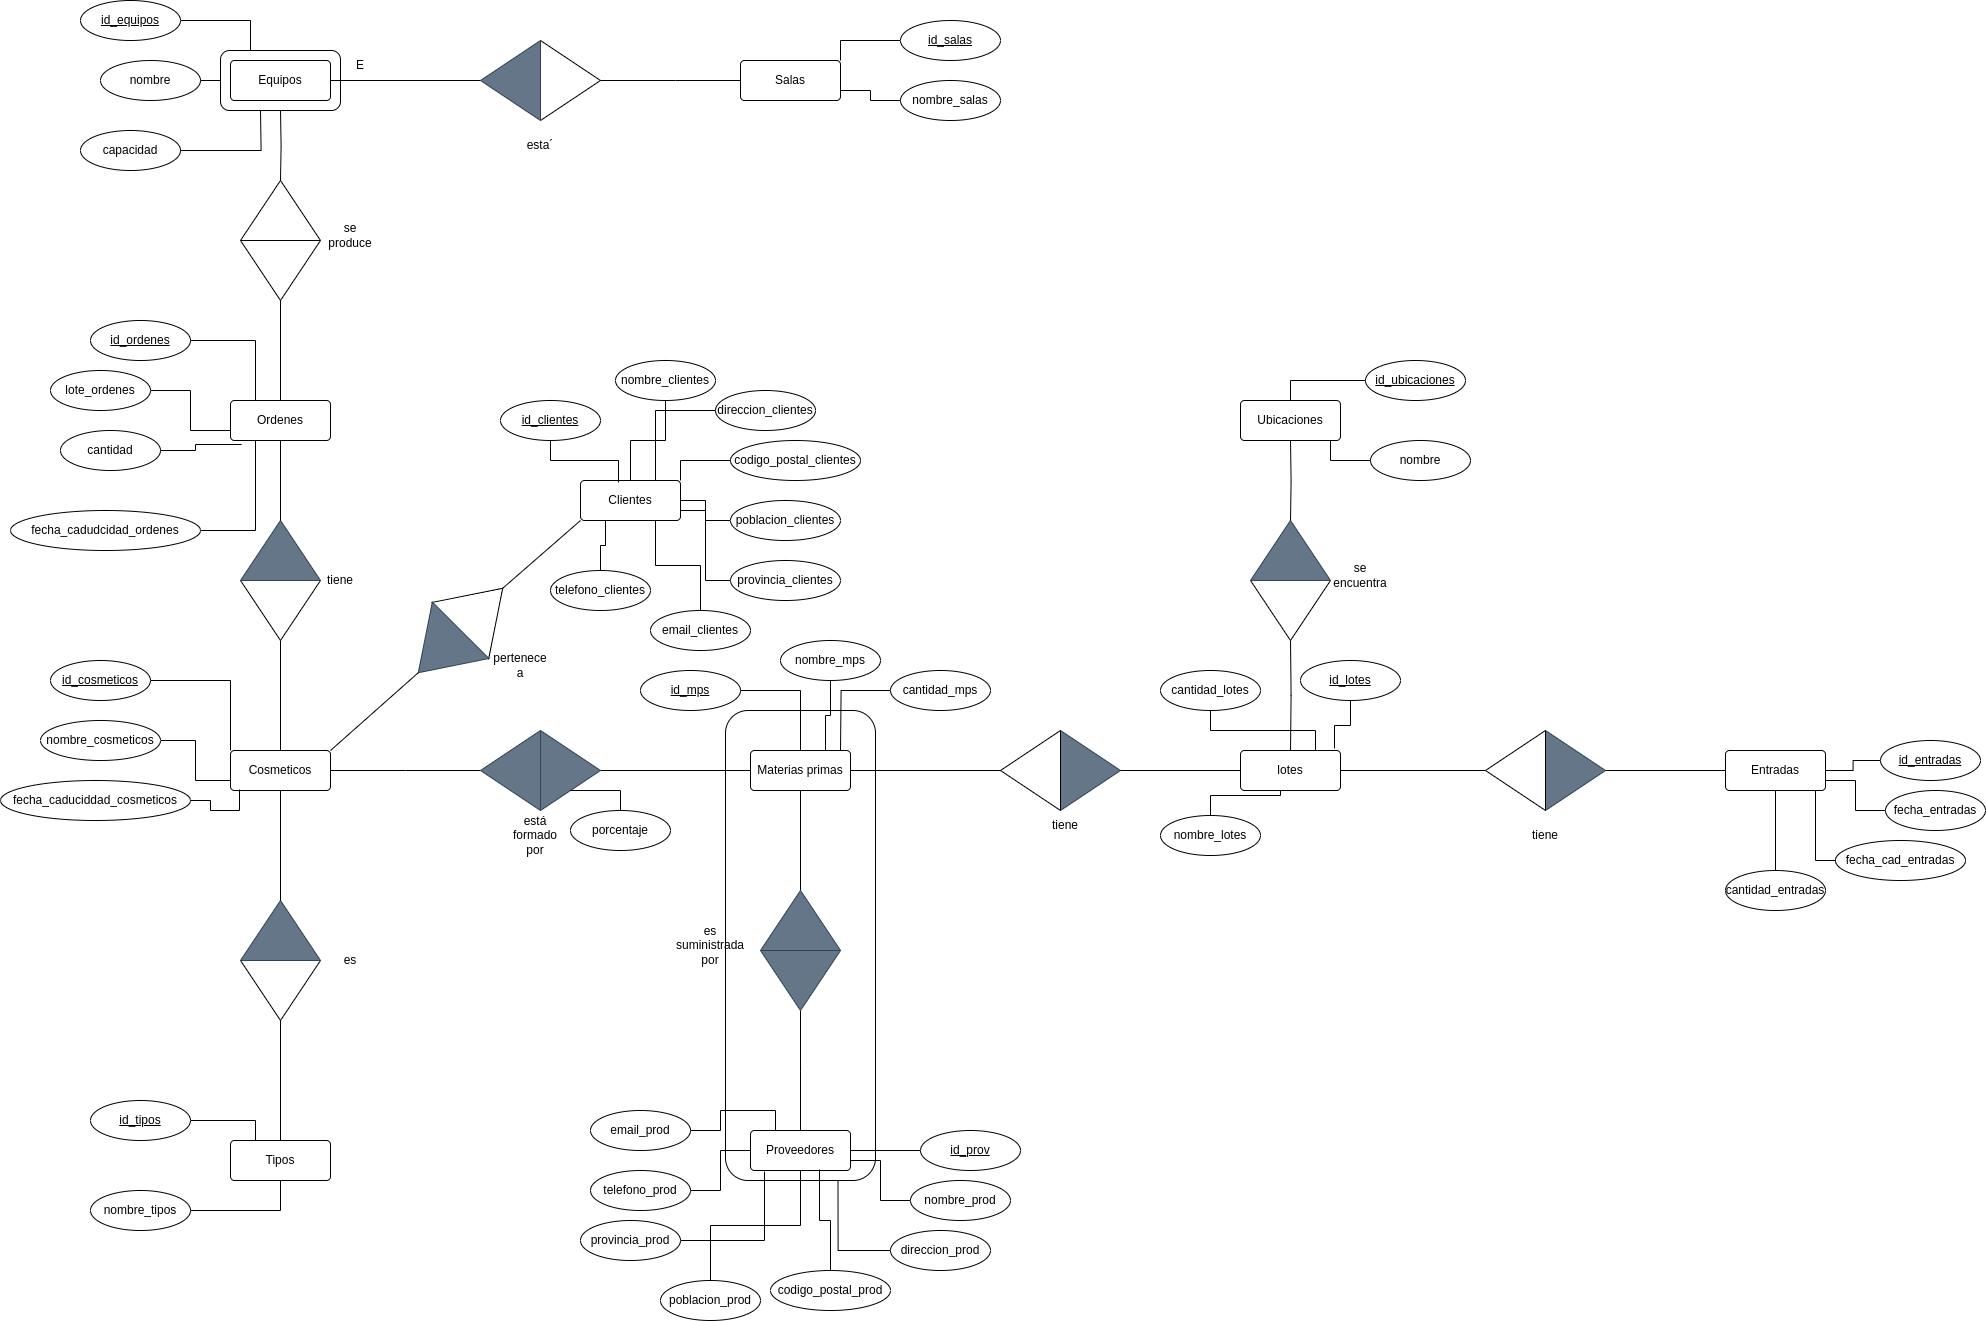 id_equipos
nombre
Equipos
E
capacidad
esta´
Salas
id_salas
nombre_salas
se
produce
id_ordenes
lote_ordenes
Ordenes
cantidad
fecha_cadudcidad_ordenes
tiene
nombre_clientes
direccion_clientes
id_clientes
codigo_postal_clientes
Clientes
poblacion_clientes
telefono_clientes
provincia_clientes
email_clientes
id_ubicaciones
Ubicaciones
nombre
se
encuentra
pertenece
a
id_cosmeticos
nombre_cosmeticos
Cosmeticos
fecha_caduciddad_cosmeticos
está
formado
por
porcentaje
id_mps
nombre_mps
cantidad_mps
Materias primas
tiene
cantidad_lotes
id_lotes
lotes
nombre_lotes
tiene
Entradas
id_entradas
fecha_entradas
fecha_cad_entradas
cantidad_entradas
es
es
suministrada
por
id_tipos
Tipos
nombre_tipos
email_prod
Proveedores
id_prov
telefono_prod
nombre_prod
provincia_prod
direccion_prod
poblacion_prod
codigo_postal_prod